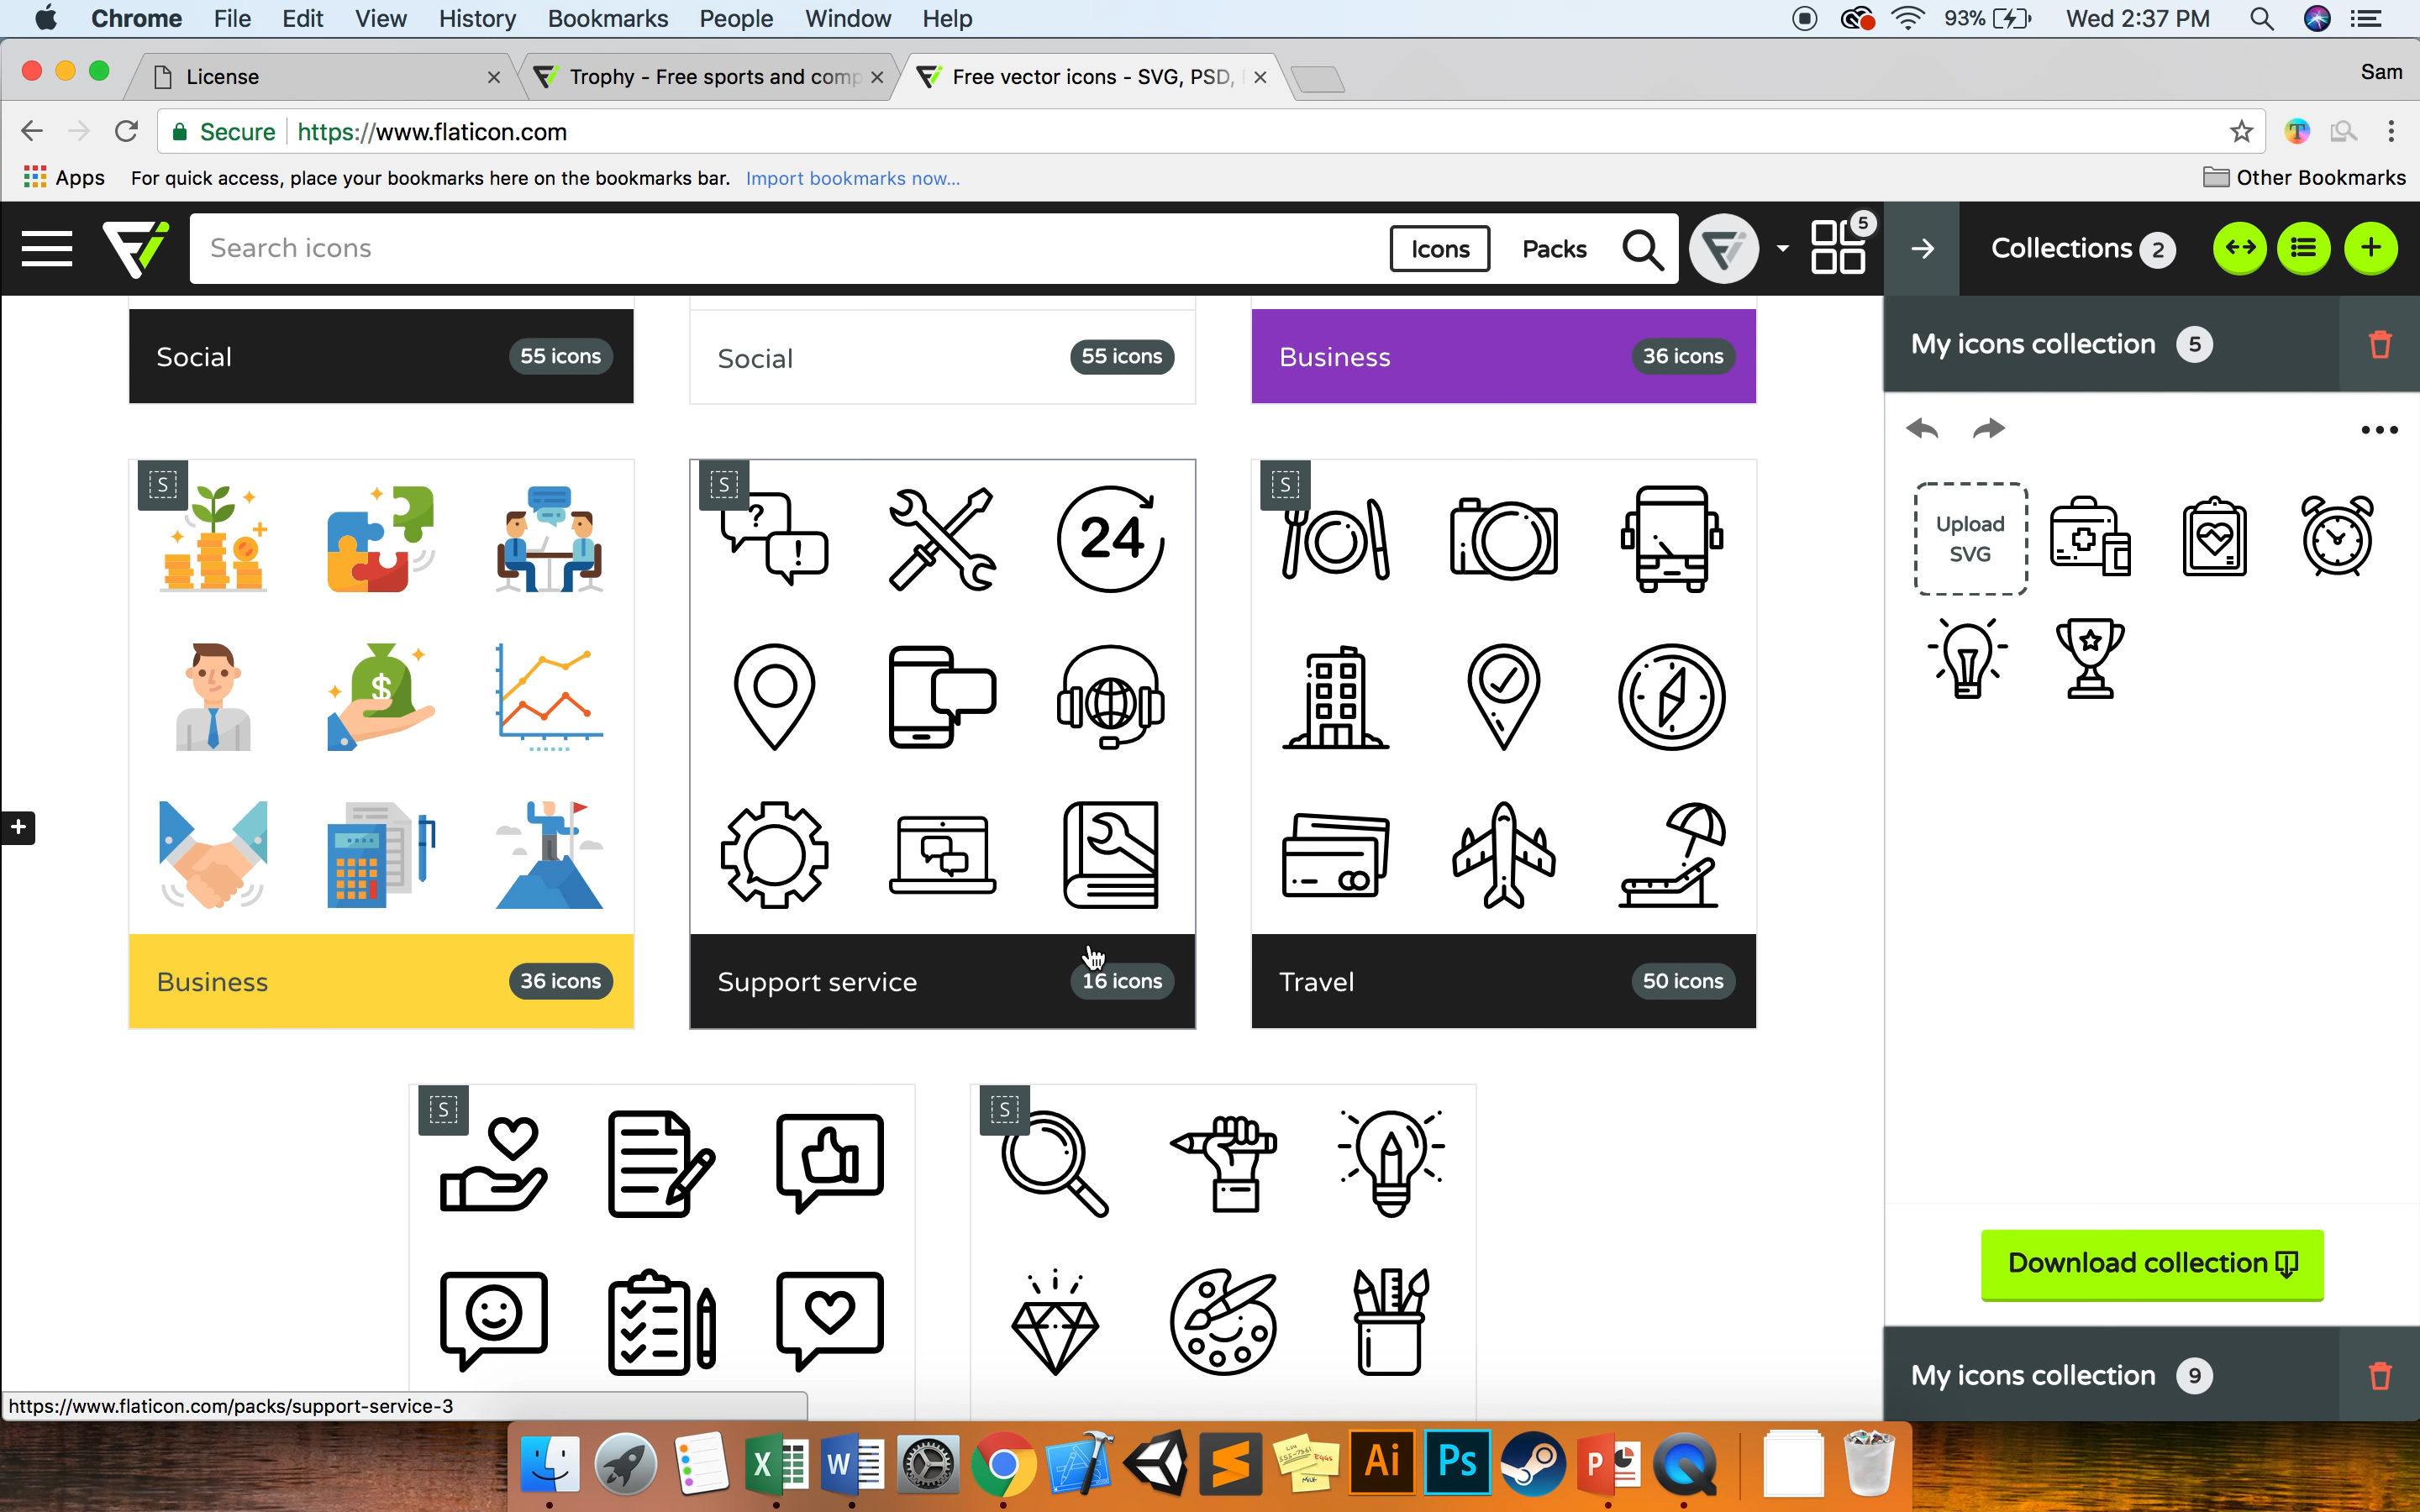 Chrome File Edit View History Bookmarks People Window Help 93% Wed 2:37 PM
License Trophy - Free sports and comp Free vector icons - SVG, PSD, Sam
Secure https://www.flaticon.com T
Apps For quick access, place your bookmarks here on the bookmarks bar. Import bookmarks now... Other Bookmarks
Search icons Icons Packs 5 Collections 2
Social 55 icons Social 55 icons Business 36 icons My icons collection 5
S S S
? ! 24 Upload
SVG
$
Business 36 icons Support service 16 icons Travel 50 icons
S S
Download collection
My icons collection 9
https://www.flaticon.com/packs/support-service-3
X W Ai Ps P